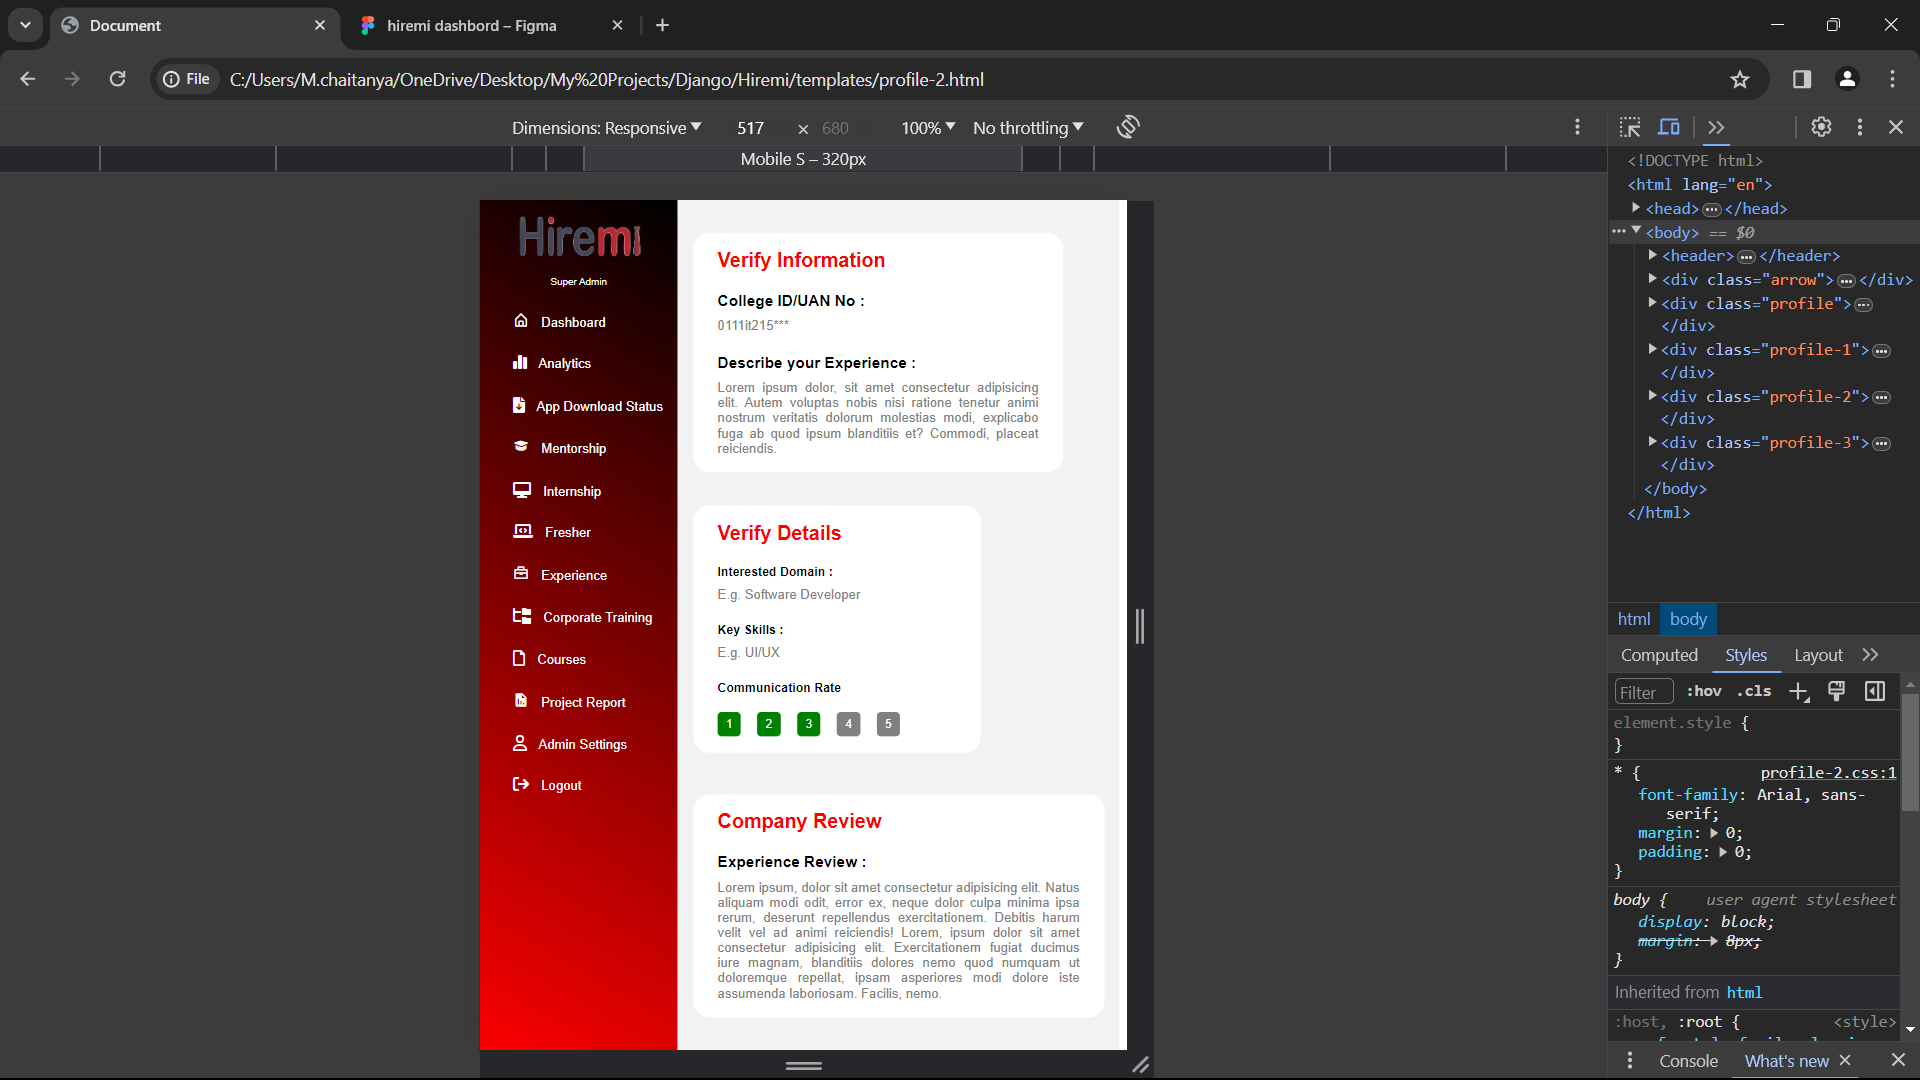 Document
hiremi dashbord – Figma
File
C:/Users/M.chaitanya/OneDrive/Desktop/My%20Projects/Django/Hiremi/templates/profile-2.html
Dimensions: Responsive
517 × 680
100%
No throttling
Mobile S – 320px
Hiremi
Super Admin
Dashboard
Analytics
App Download Status
Mentorship
Internship
Fresher
Experience
Corporate Training
Courses
Project Report
Admin Settings
Logout
Verify Information
College ID/UAN No :
0111it215***
Describe your Experience :
Lorem ipsum dolor, sit amet consectetur adipisicing
elit. Autem voluptas nobis nisi ratione tenetur animi
nostrum veritatis dolorum molestias modi, explicabo
fuga ab quod ipsum blanditiis et? Commodi, placeat
reiciendis.
Verify Details
Interested Domain :
E.g. Software Developer
Key Skills :
E.g. UI/UX
Communication Rate
1 2 3 4 5
Company Review
Experience Review :
Lorem ipsum, dolor sit amet consectetur adipisicing elit. Natus
aliquam modi odit, error ex, neque dolor culpa minima ipsa
rerum, deserunt repellendus exercitationem. Debitis harum
velit vel ad animi reiciendis! Lorem, ipsum dolor sit amet
consectetur adipisicing elit. Exercitationem fugiat ducimus
iure magnam, blanditiis dolores nemo quod numquam ut
doloremque repellat, ipsam asperiores modi dolore iste
assumenda laboriosam. Facilis, nemo.
<!DOCTYPE html>
<html lang="en">
<head> ••• </head>
••• <body> == $0
<header> ••• </header>
<div class="arrow"> ••• </div>
<div class="profile"> •••
</div>
<div class="profile-1"> •••
</div>
<div class="profile-2"> •••
</div>
<div class="profile-3"> •••
</div>
</body>
</html>
html body
Computed Styles Layout
Filter :hov .cls
element.style {
}
* { profile-2.css:1
font-family: Arial, sans-
serif;
margin: 0;
padding: 0;
}
body { user agent stylesheet
display: block;
margin: 8px;
}
Inherited from html
:host, :root { <style>
Console What's new